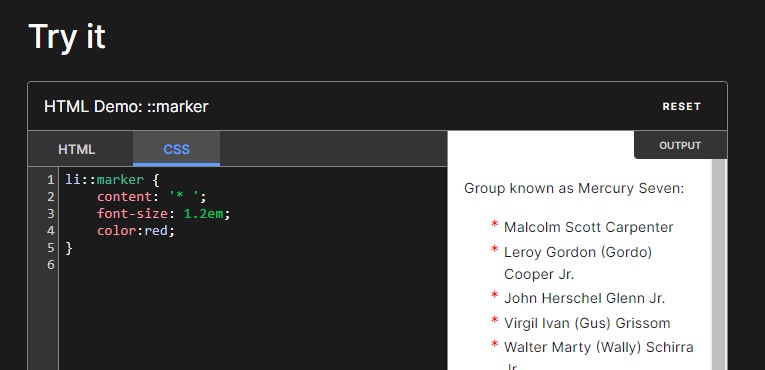 Try it
HTML Demo: ::marker
RESET
HTML
CSS
1 li::marker {
2     content: '* ';
3     font-size: 1.2em;
4     color:red;
5 }
6
OUTPUT
Group known as Mercury Seven:
* Malcolm Scott Carpenter
* Leroy Gordon (Gordo)
Cooper Jr.
* John Herschel Glenn Jr.
* Virgil Ivan (Gus) Grissom
* Walter Marty (Wally) Schirra
Jr.